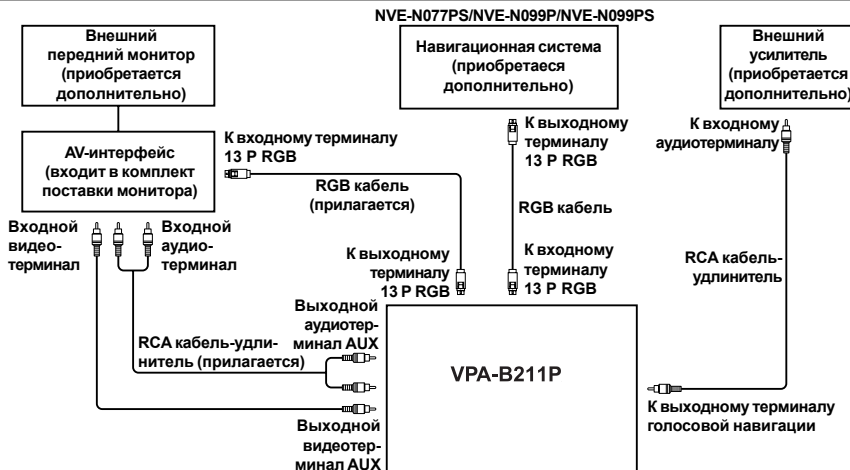 NVE-N077PS/NVE-N099P/NVE-N099PS
Внешний
передний монитор
(приобретается
дополнительно)
Навигационная система
(приобретаеся
дополнительно)
Внешний
усилитель
(приобретается
дополнительно)
AV-интерфейс
(входит в комплект
поставки монитора)
К входному терминалу
13 P RGB
RGB кабель
(прилагается)
К выходному
терминалу
13 P RGB
К входному
аудиотерминалу
RGB кабель
Входной
видео-
терминал
Входной
аудио-
терминал
К выходному
терминалу
13 P RGB
К входному
терминалу
13 P RGB
RCA кабель-
удлинитель
RCA кабель-удли-
нитель (прилагается)
Выходной
аудиотер-
минал AUX
VPA-B211P
К выходному терминалу
голосовой навигации
Выходной
видеотер-
минал AUX